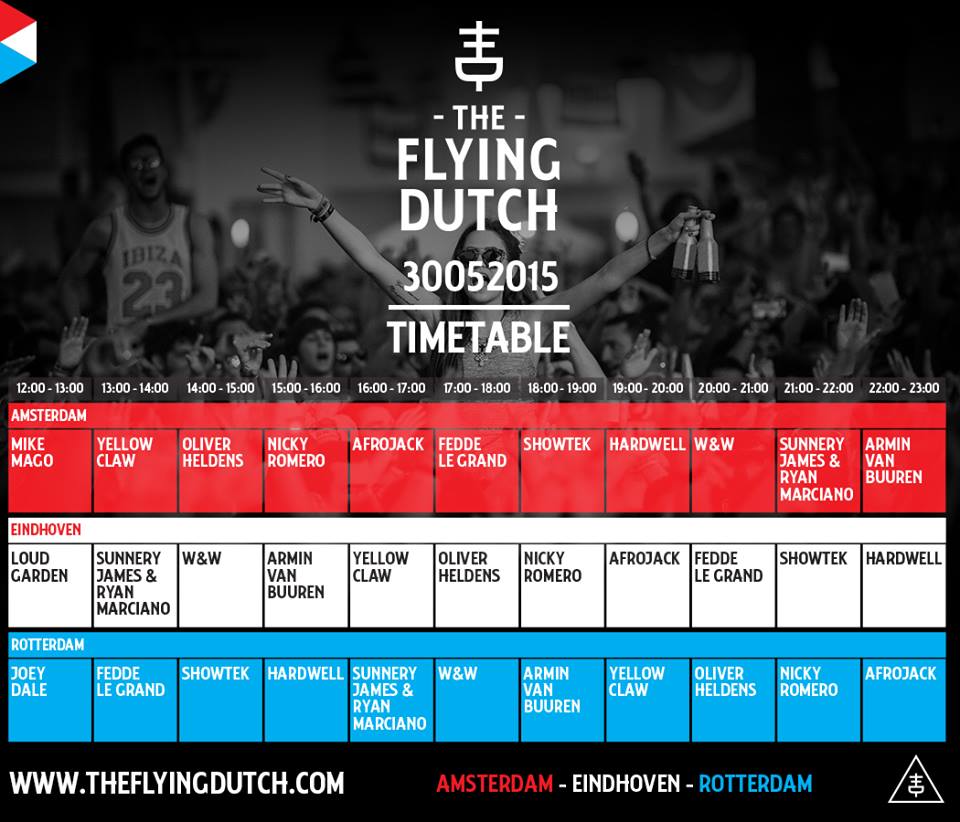 - THE -
FLYING
DUTCH
30052015
TIMETABLE
IBIZA
23
12:00 - 13:00 13:00 - 14:00 14:00 - 15:00 15:00 - 16:00 16:00 - 17:00 17:00 - 18:00 18:00 - 19:00 19:00 - 20:00 20:00 - 21:00 21:00 - 22:00 22:00 - 23:00
AMSTERDAM
MIKE YELLOW OLIVER NICKY AFROJACK FEDDE SHOWTEK HARDWELL W&W SUNNERY ARMIN
MAGO CLAW HELDENS ROMERO LE GRAND JAMES & VAN
RYAN BUUREN
MARCIANO
EINDHOVEN
LOUD SUNNERY W&W ARMIN YELLOW OLIVER NICKY AFROJACK FEDDE SHOWTEK HARDWELL
GARDEN JAMES & VAN CLAW HELDENS ROMERO LE GRAND
RYAN BUUREN
MARCIANO
ROTTERDAM
JOEY FEDDE SHOWTEK HARDWELL SUNNERY W&W ARMIN YELLOW OLIVER NICKY AFROJACK
DALE LE GRAND JAMES & VAN CLAW HELDENS ROMERO
RYAN BUUREN
MARCIANO
WWW.THEFLYINGDUTCH.COM AMSTERDAM - EINDHOVEN - ROTTERDAM